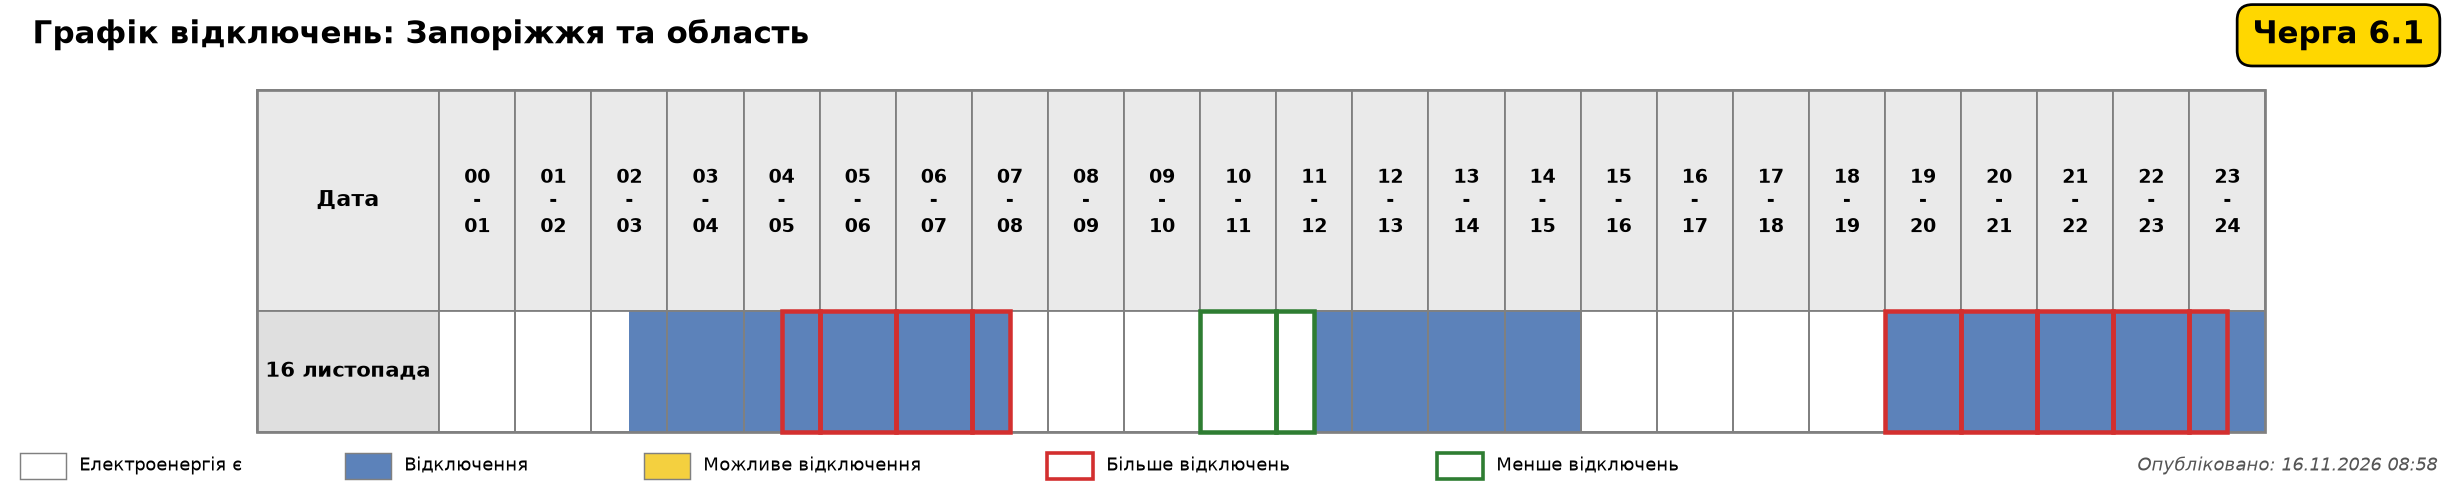 Графік відключень: Запоріжжя та область
Черга 6.1
Дата
00 - 01
01 - 02
02 - 03
03 - 04
04 - 05
05 - 06
06 - 07
07 - 08
08 - 09
09 - 10
10 - 11
11 - 12
12 - 13
13 - 14
14 - 15
15 - 16
16 - 17
17 - 18
18 - 19
19 - 20
20 - 21
21 - 22
22 - 23
23 - 24
16 листопада
Електроенергія є
Відключення
Можливе відключення
Більше відключень
Менше відключень
Опубліковано: 16.11.2026 08:58